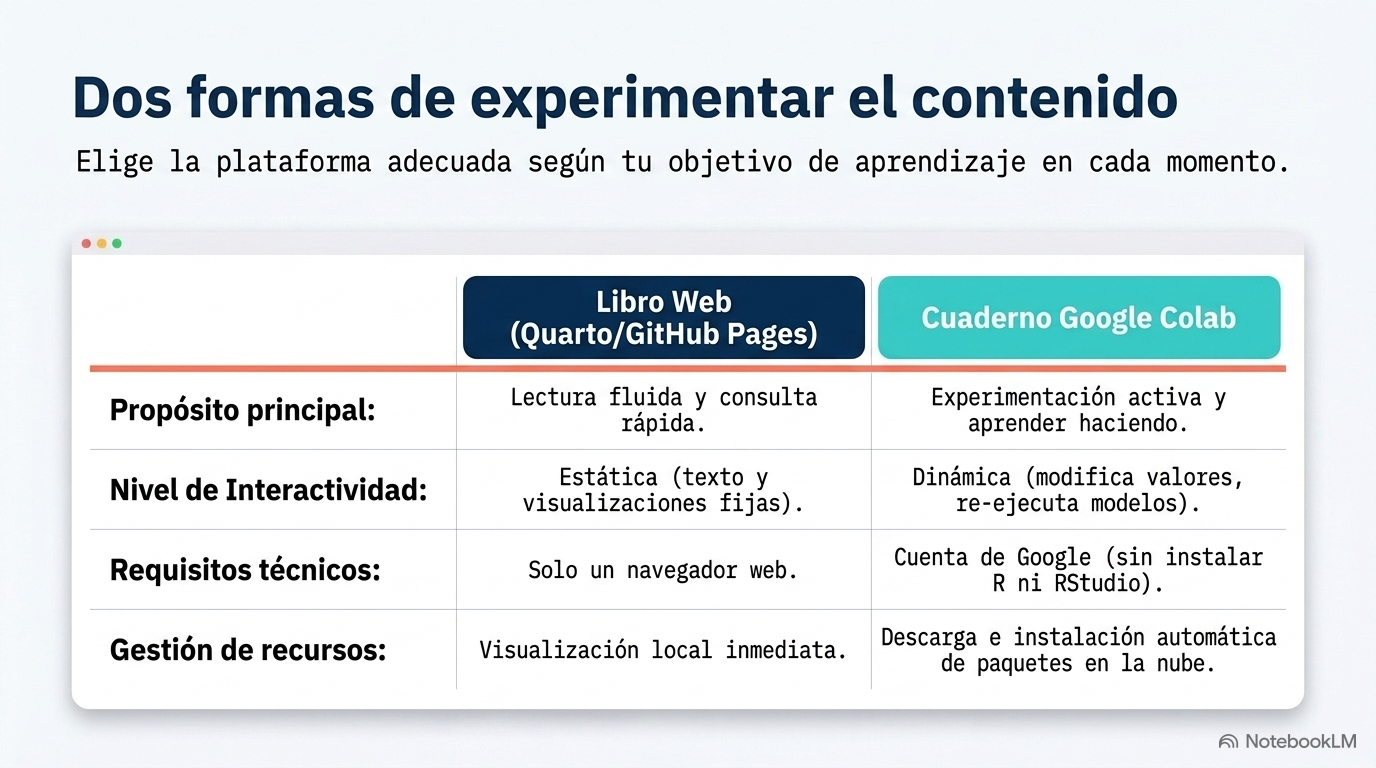 Dos formas de experimentar el contenido
Elige la plataforma adecuada según tu objetivo de aprendizaje en cada momento.
Libro Web
(Quarto/GitHub Pages)
Cuaderno Google Colab
Propósito principal:
Lectura fluida y consulta
rápida.
Experimentación activa y
aprender haciendo.
Nivel de Interactividad:
Estática (texto y
visualizaciones fijas).
Dinámica (modifica valores,
re-ejecuta modelos).
Requisitos técnicos:
Solo un navegador web.
Cuenta de Google (sin instalar
R ni RStudio).
Gestión de recursos:
Visualización local inmediata.
Descarga e instalación automática
de paquetes en la nube.
NotebookLM